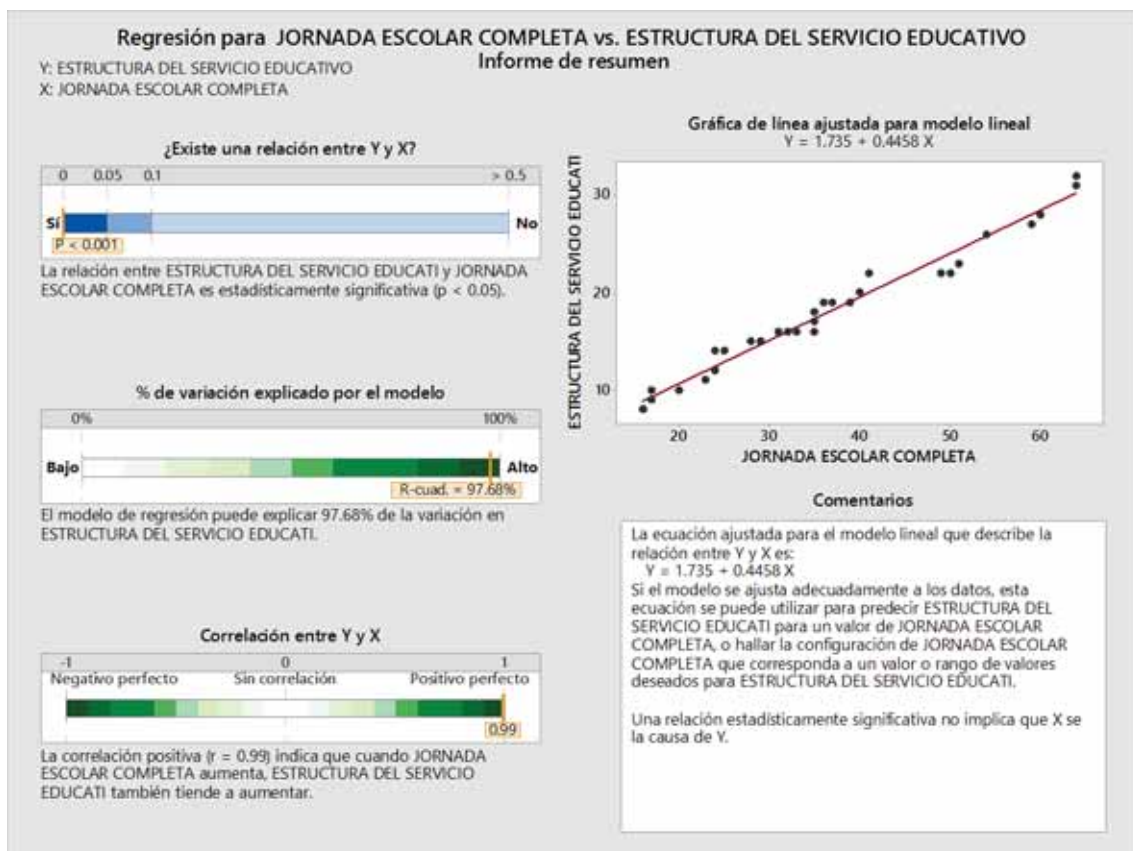 Regresión para JORNADA ESCOLAR COMPLETA vs. ESTRUCTURA DEL SERVICIO EDUCATIVO
Informe de resumen
Y: ESTRUCTURA DEL SERVICIO EDUCATIVO
X: JORNADA ESCOLAR COMPLETA
¿Existe una relación entre Y y X?
0 0.05 0.1 > 0.5
Sí No
P < 0.001
La relación entre ESTRUCTURA DEL SERVICIO EDUCATI y JORNADA
ESCOLAR COMPLETA es estadísticamente significativa (p < 0.05).
% de variación explicado por el modelo
0% 100%
Bajo Alto
R-cuad. = 97.68%
El modelo de regresión puede explicar 97.68% de la variación en
ESTRUCTURA DEL SERVICIO EDUCATI.
Correlación entre Y y X
-1 0 1
Negativo perfecto Sin correlación Positivo perfecto
0.99
La correlación positiva (r = 0.99) indica que cuando JORNADA
ESCOLAR COMPLETA aumenta, ESTRUCTURA DEL SERVICIO
EDUCATI también tiende a aumentar.
Gráfica de línea ajustada para modelo lineal
Y = 1.735 + 0.4458 X
ESTRUCTURA DEL SERVICIO EDUCATI
30
20
10
20 30 40 50 60
JORNADA ESCOLAR COMPLETA
Comentarios
La ecuación ajustada para el modelo lineal que describe la
relación entre Y y X es:
Y = 1.735 + 0.4458 X
Si el modelo se ajusta adecuadamente a los datos, esta
ecuación se puede utilizar para predecir ESTRUCTURA DEL
SERVICIO EDUCATI para un valor de JORNADA ESCOLAR
COMPLETA, o hallar la configuración de JORNADA ESCOLAR
COMPLETA que corresponda a un valor o rango de valores
deseados para ESTRUCTURA DEL SERVICIO EDUCATI.
Una relación estadísticamente significativa no implica que X se
la causa de Y.